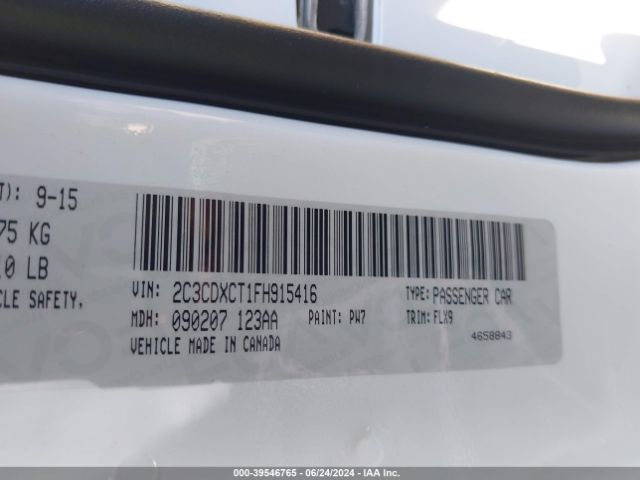 T): 9-15
75 KG
0 LB
CLE SAFETY,
VIN: 2C3CDXCT1FH915416
TYPE: PASSENGER CAR
MDH: 090207 123AA
PAINT: PW7
TRIM: FLX9
VEHICLE MADE IN CANADA
4658843
000-39546765 - 06/24/2024 - IAA Inc.